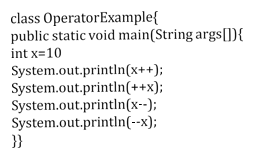 class OperatorExample{
public static void main(String args[]){
int x=10
System.out.println(x++);
System.out.println(++x);
System.out.println(x--);
System.out.println(--x);
}}